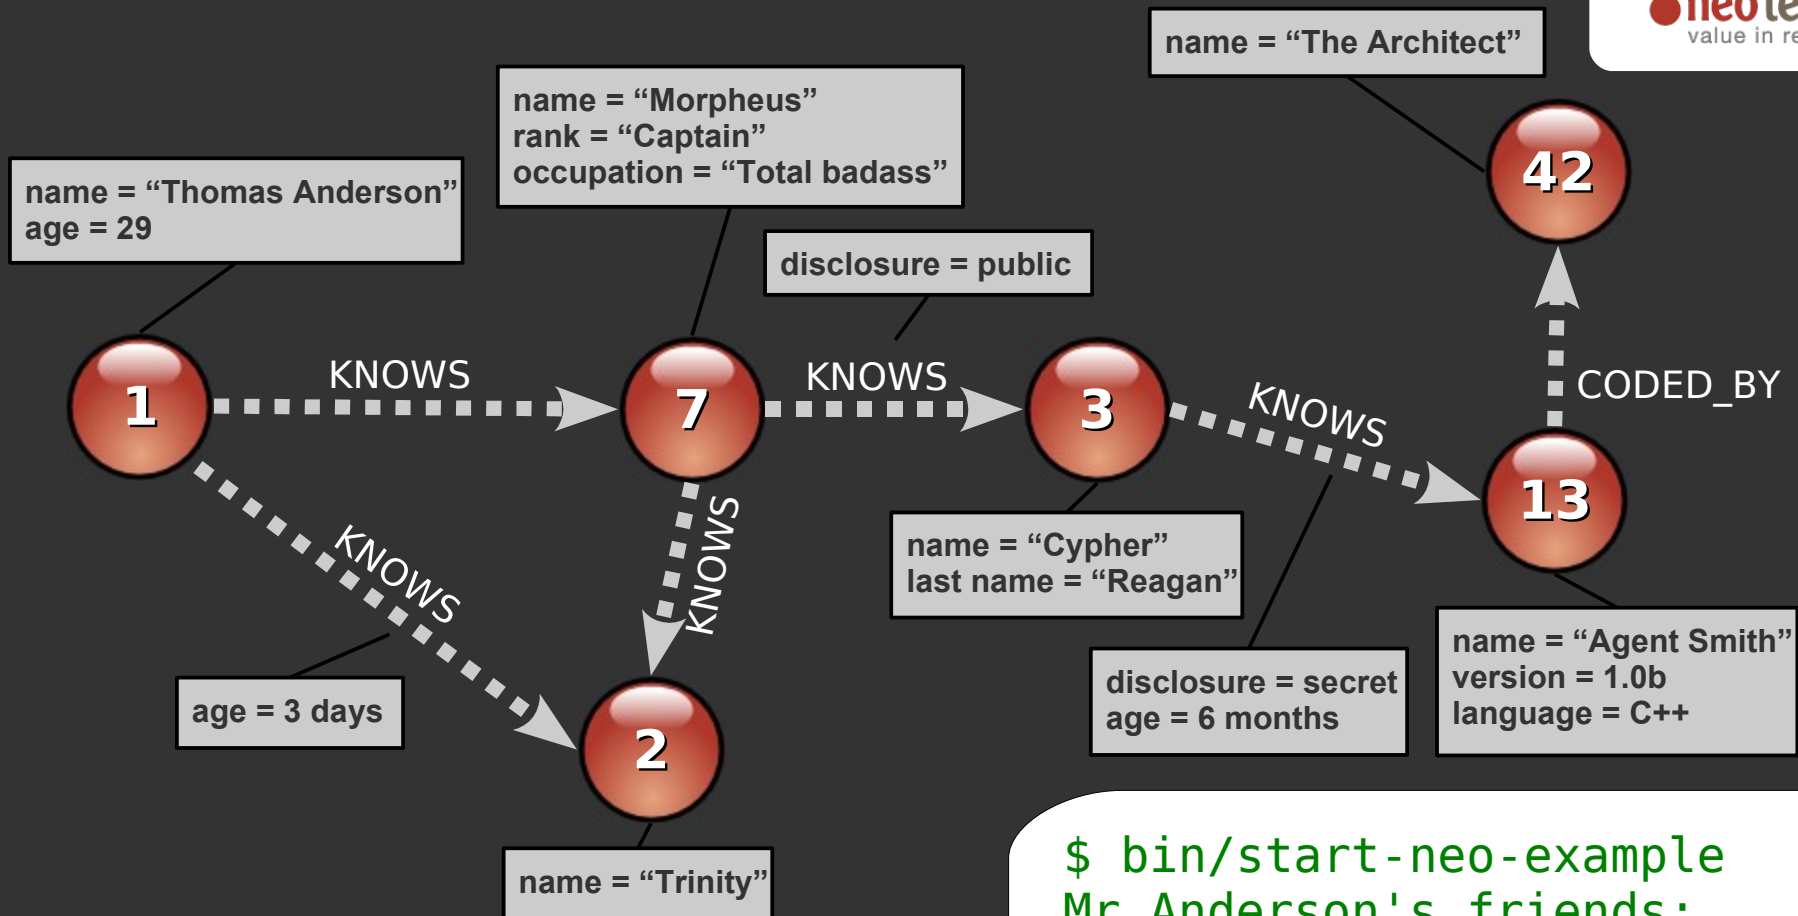 name = “The Architect”
name = “Morpheus”
rank = “Captain”
occupation = “Total badass”
name = “Thomas Anderson”
age = 29
disclosure = public
42
KNOWS
KNOWS
KNOWS
CODED_BY
1
7
3
13
KNOWS
KNOWS
name = “Cypher”
last name = “Reagan”
name = “Agent Smith”
version = 1.0b
language = C++
disclosure = secret
age = 6 months
age = 3 days
2
name = “Trinity”
$ bin/start-neo-example
Mr Anderson's friends:
value in